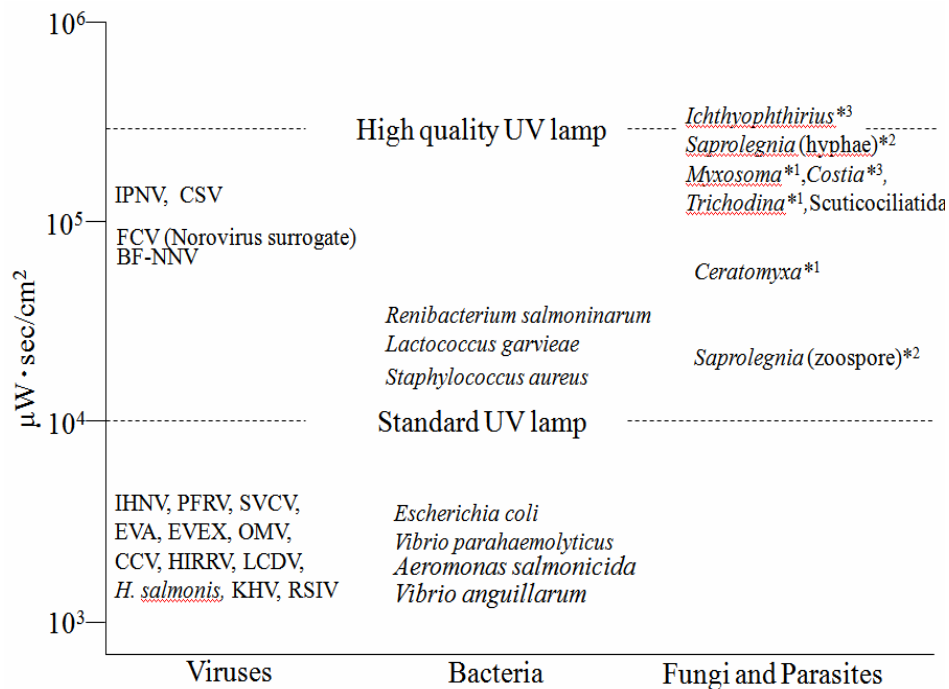 10⁶
High quality UV lamp
Ichthyophthirius*3
Saprolegnia (hyphae)*2
Myxosoma*1,Costia*3,
Trichodina*1,Scuticociliatida
IPNV, CSV
10⁵
FCV (Norovirus surrogate)
BF-NNV
Ceratomyxa*1
Renibacterium salmoninarum
Lactococcus garvieae
Staphylococcus aureus
Saprolegnia (zoospore)*2
μW・sec/cm²
10⁴
Standard UV lamp
IHNV, PFRV, SVCV,
EVA, EVEX, OMV,
CCV, HIRRV, LCDV,
H. salmonis, KHV, RSIV
Escherichia coli
Vibrio parahaemolyticus
Aeromonas salmonicida
Vibrio anguillarum
10³
Viruses
Bacteria
Fungi and Parasites